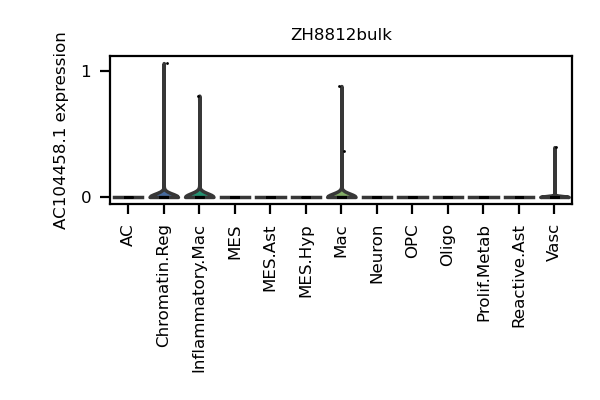 ZH8812bulk
AC104458.1 expression
1
0
AC
Chromatin.Reg
Inflammatory.Mac
MES
MES.Ast
MES.Hyp
Mac
Neuron
OPC
Oligo
Prolif.Metab
Reactive.Ast
Vasc